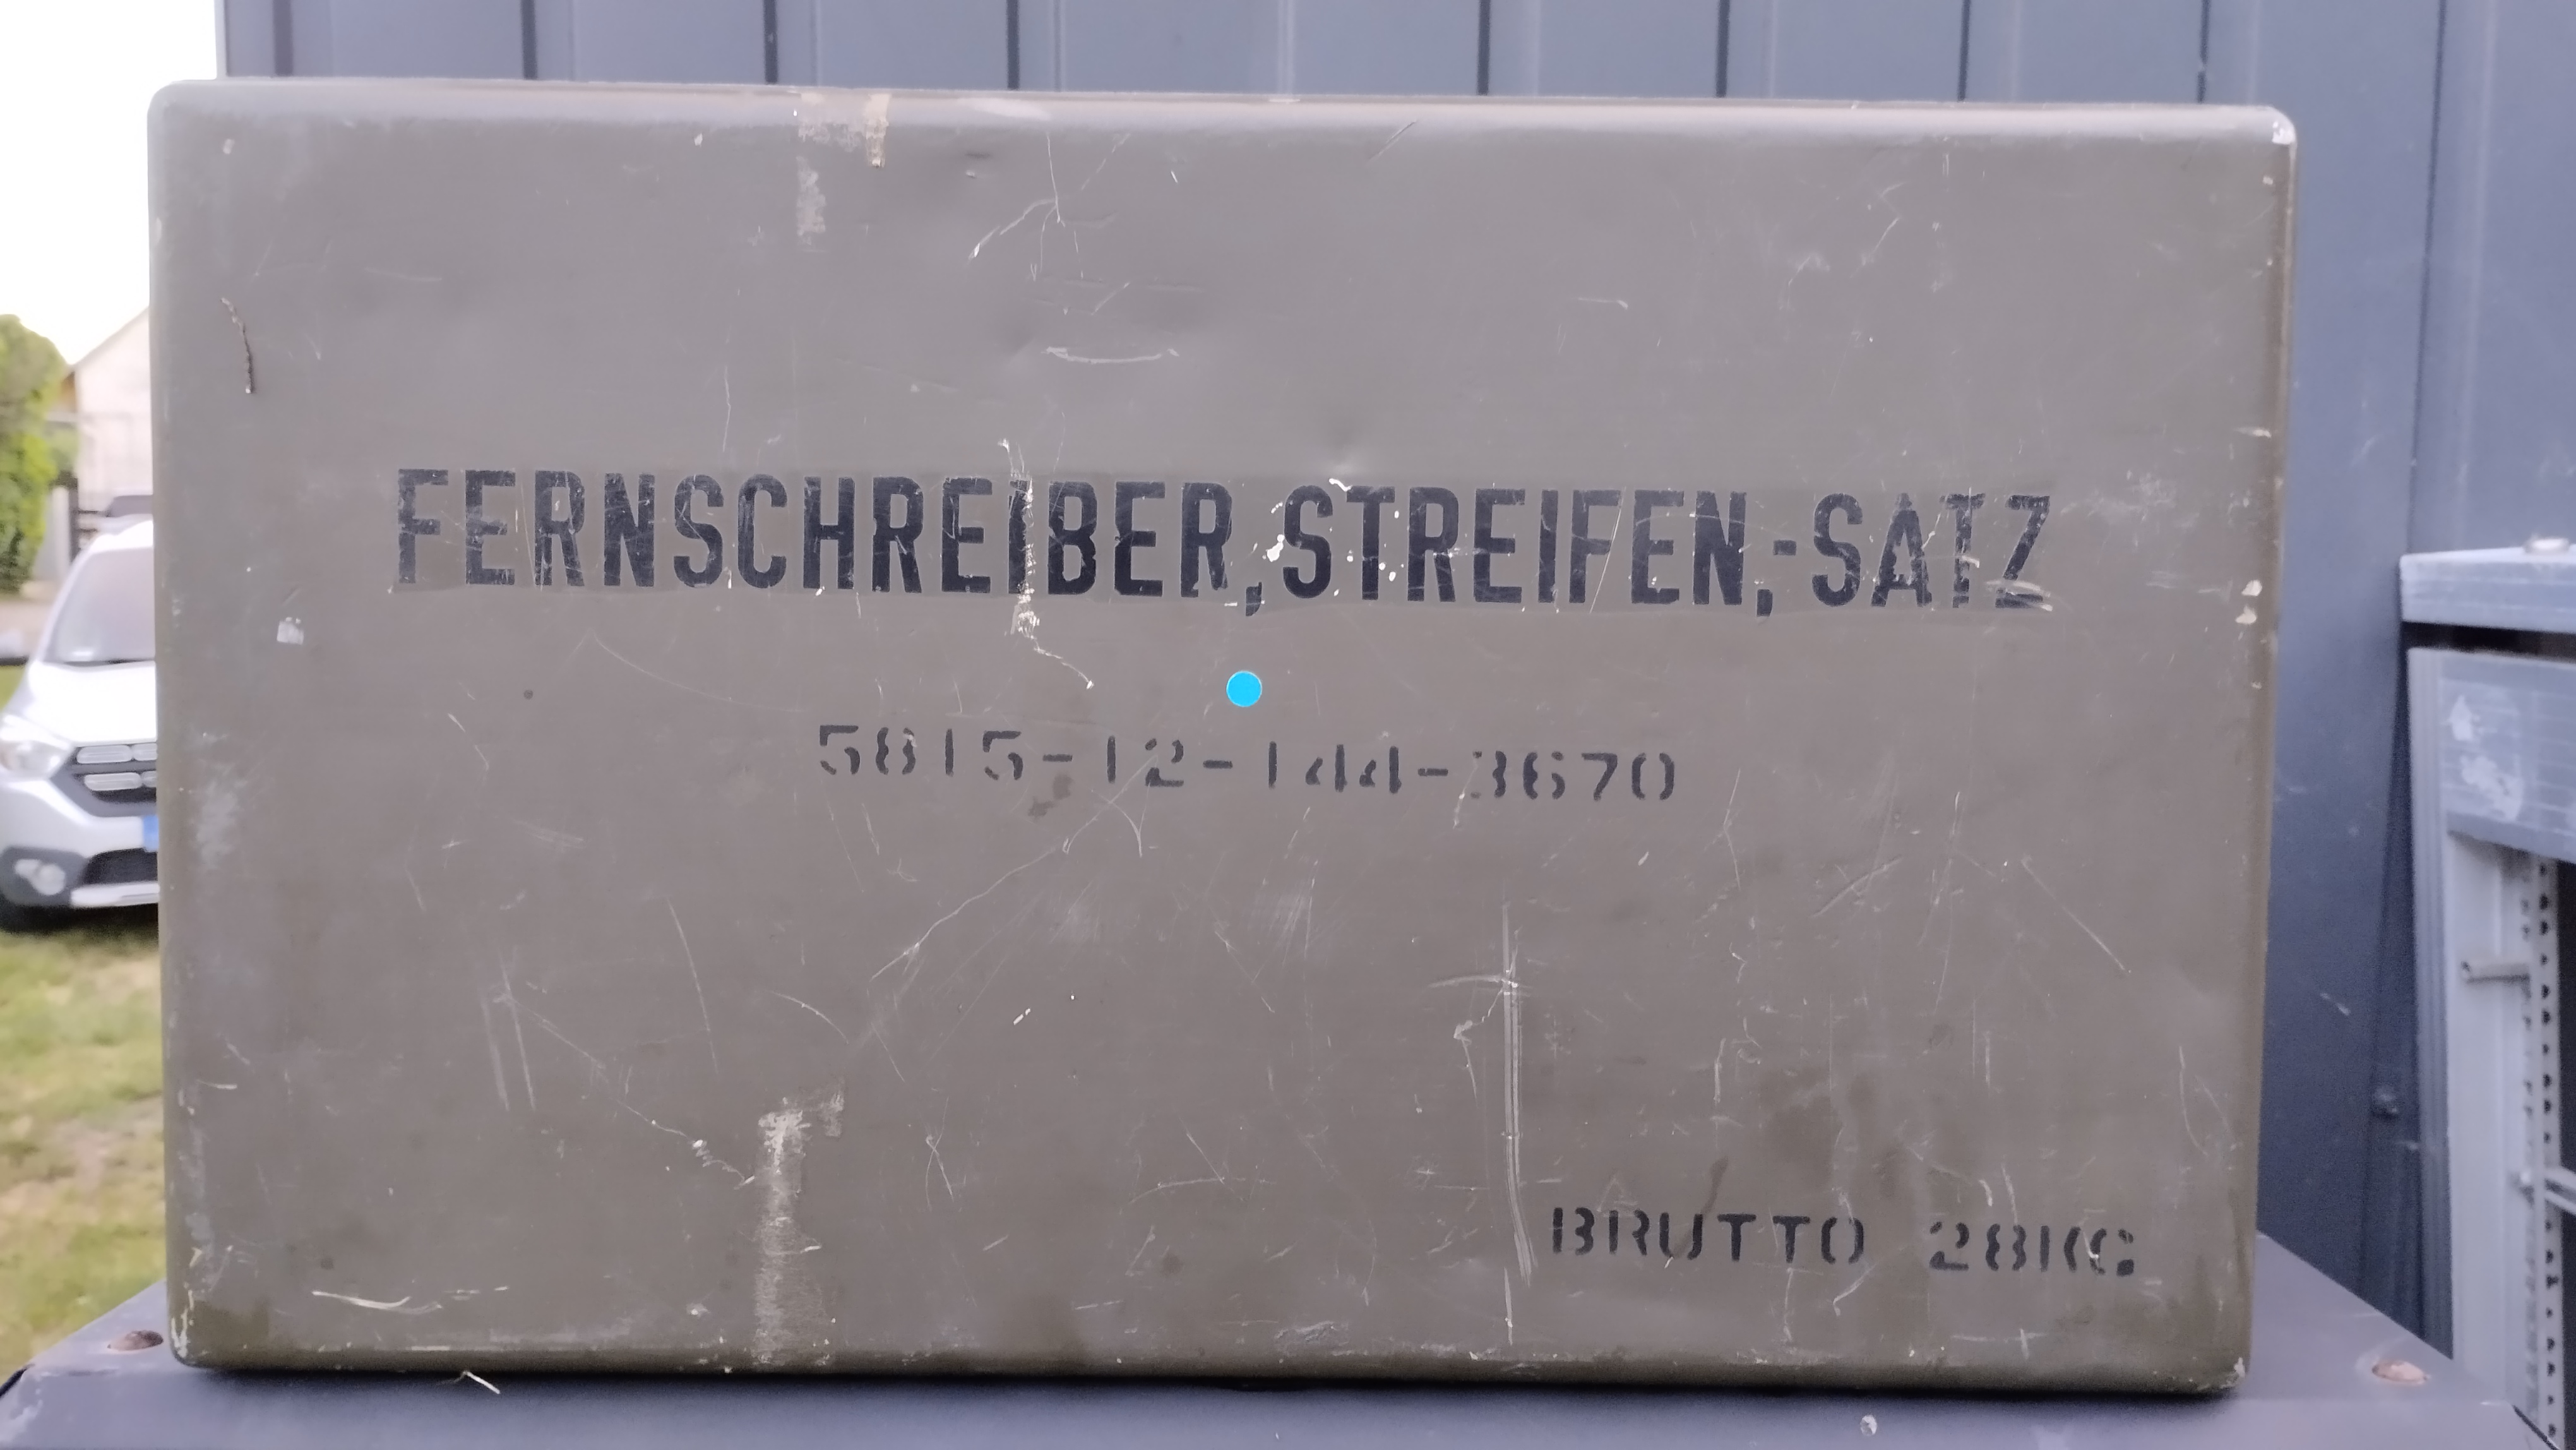 FERNSCHREIBER,STREIFEN,-SATZ
5815-12-144-3670
BRUTTO 28KG